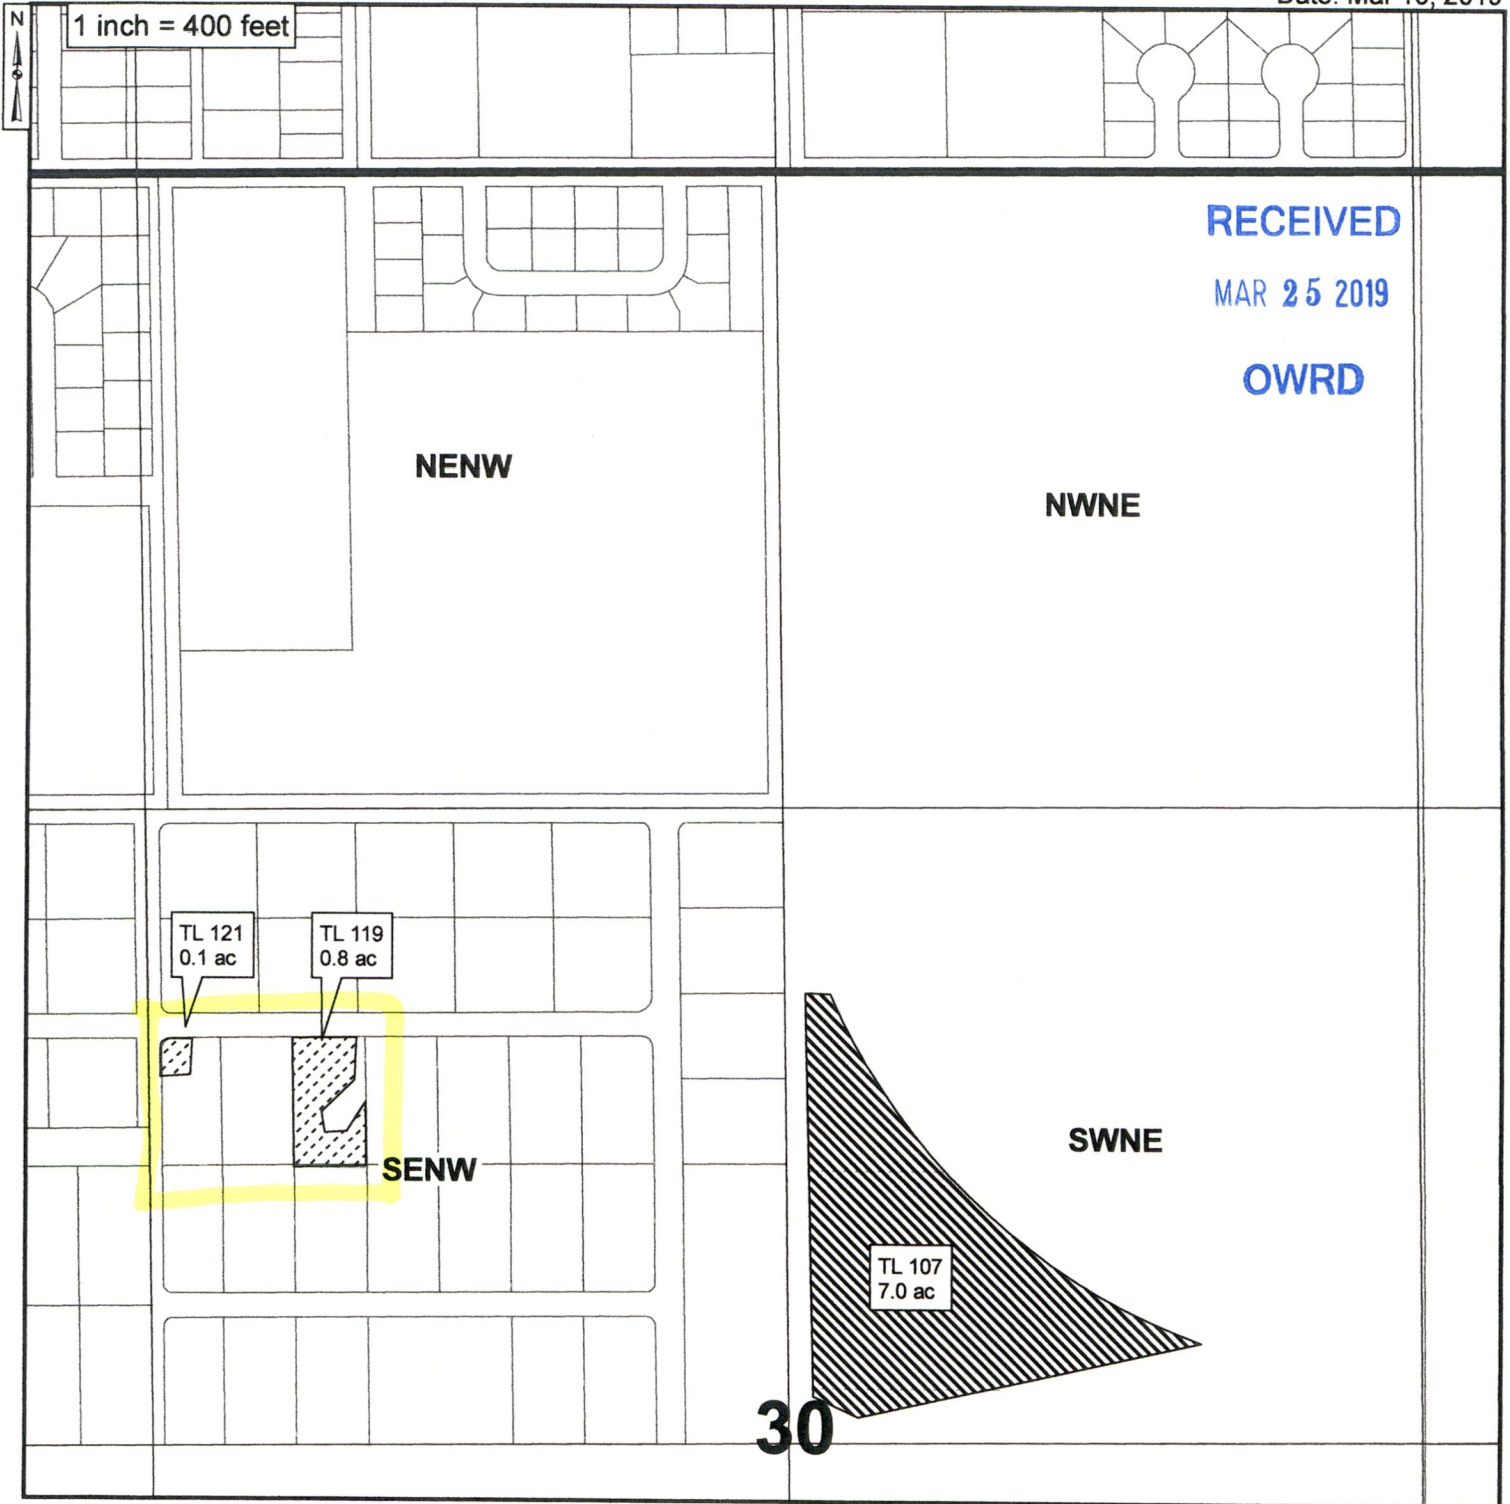 N
1 inch = 400 feet
RECEIVED
MAR 25 2019
OWRD
NENW
NWNE
TL 121
0.1 ac
TL 119
0.8 ac
SENW
SWNE
TL 107
7.0 ac
30